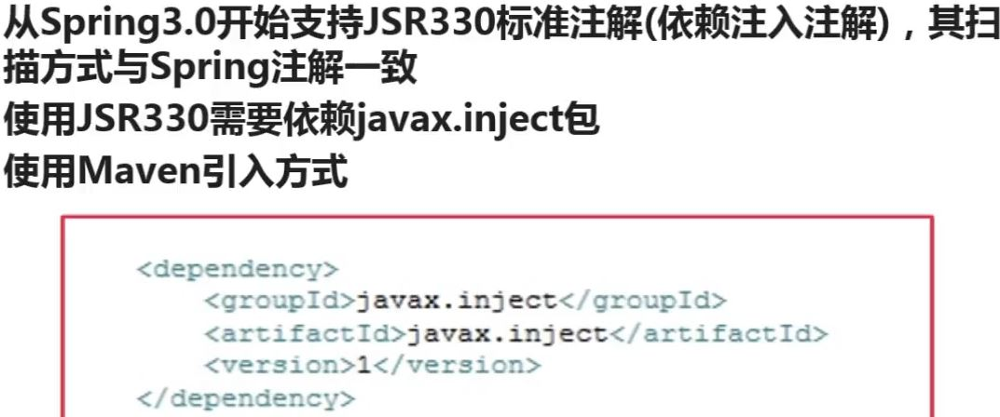 从Spring3.0开始支持JSR330标准注解(依赖注入注解)，其扫
描方式与Spring注解一致
使用JSR330需要依赖javax.inject包
使用Maven引入方式
<dependency>
<groupId>javax.inject</groupId>
<artifactId>javax.inject</artifactId>
<version>1</version>
</dependency>